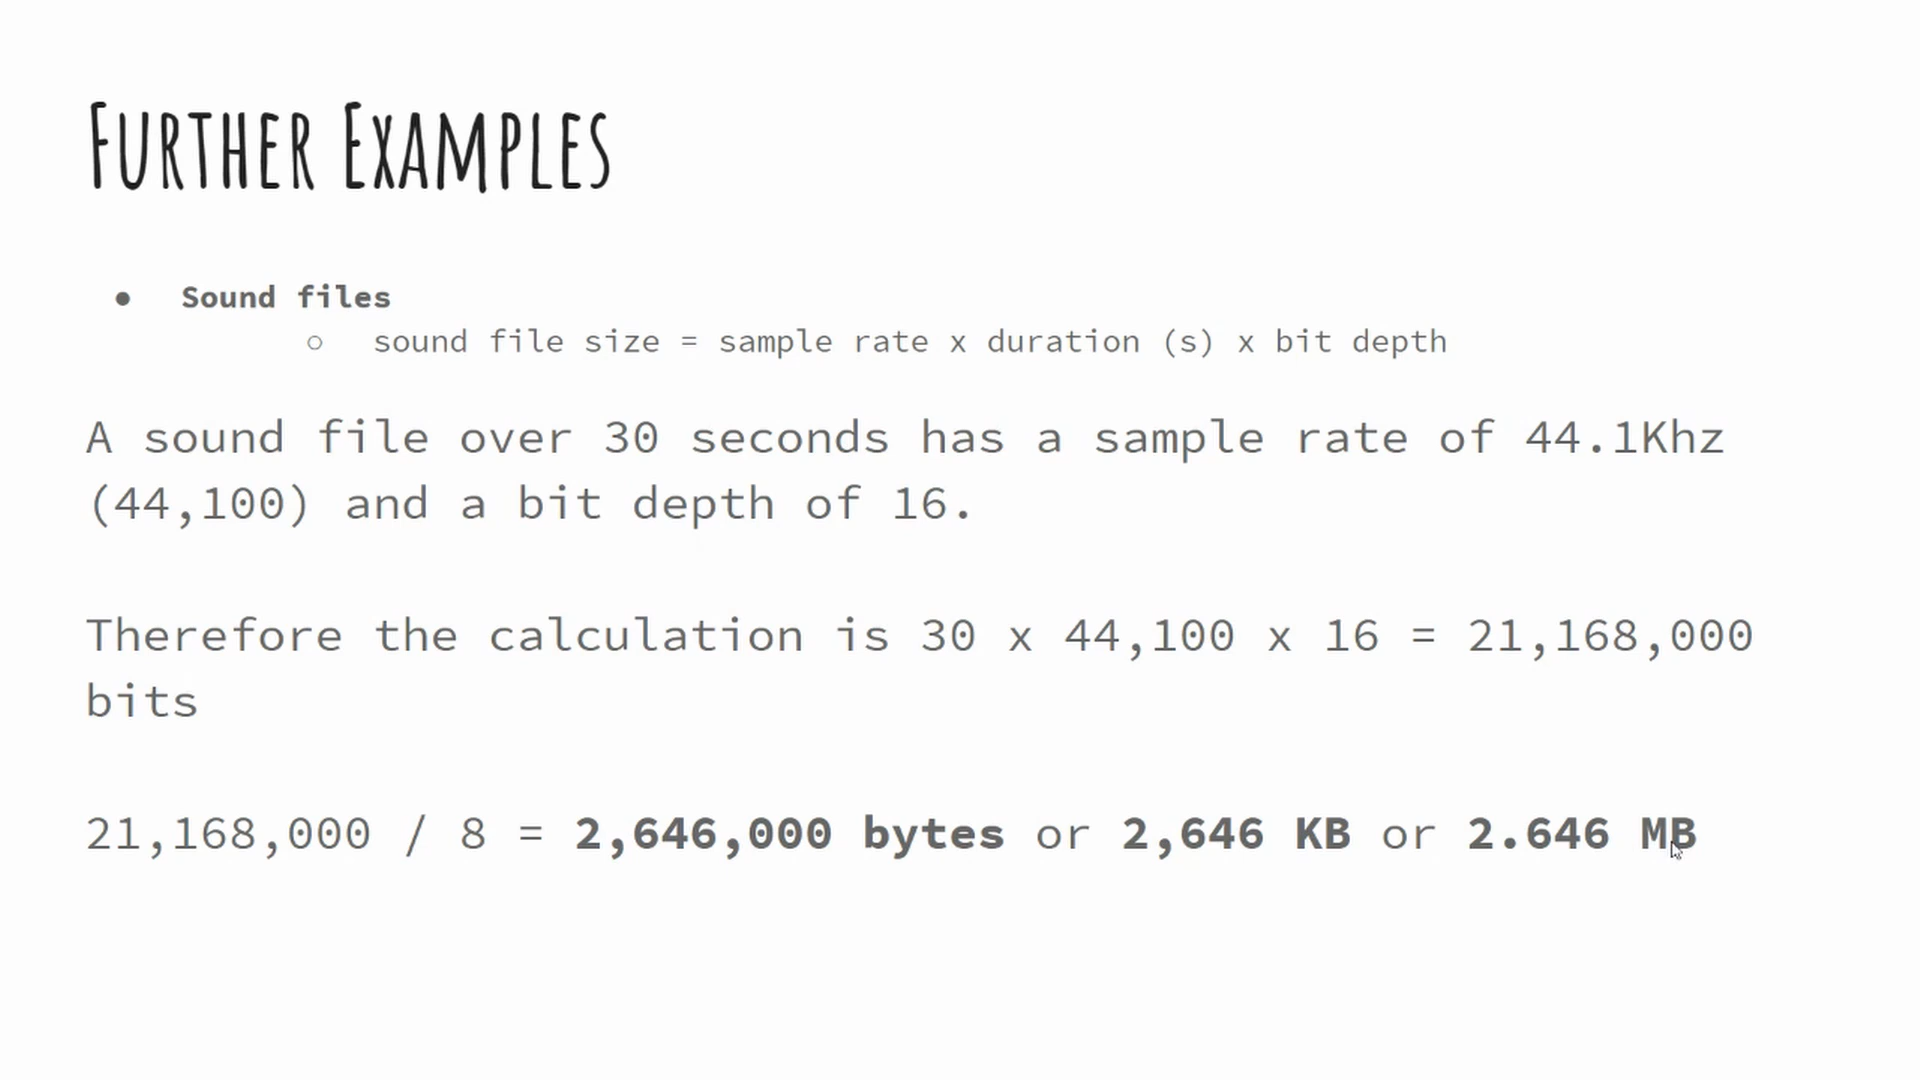 FURTHER EXAMPLES
● Sound files
○ sound file size = sample rate x duration (s) x bit depth
A sound file over 30 seconds has a sample rate of 44.1Khz
(44,100) and a bit depth of 16.
Therefore the calculation is 30 x 44,100 x 16 = 21,168,000
bits
21,168,000 / 8 = 2,646,000 bytes or 2,646 KB or 2.646 MB